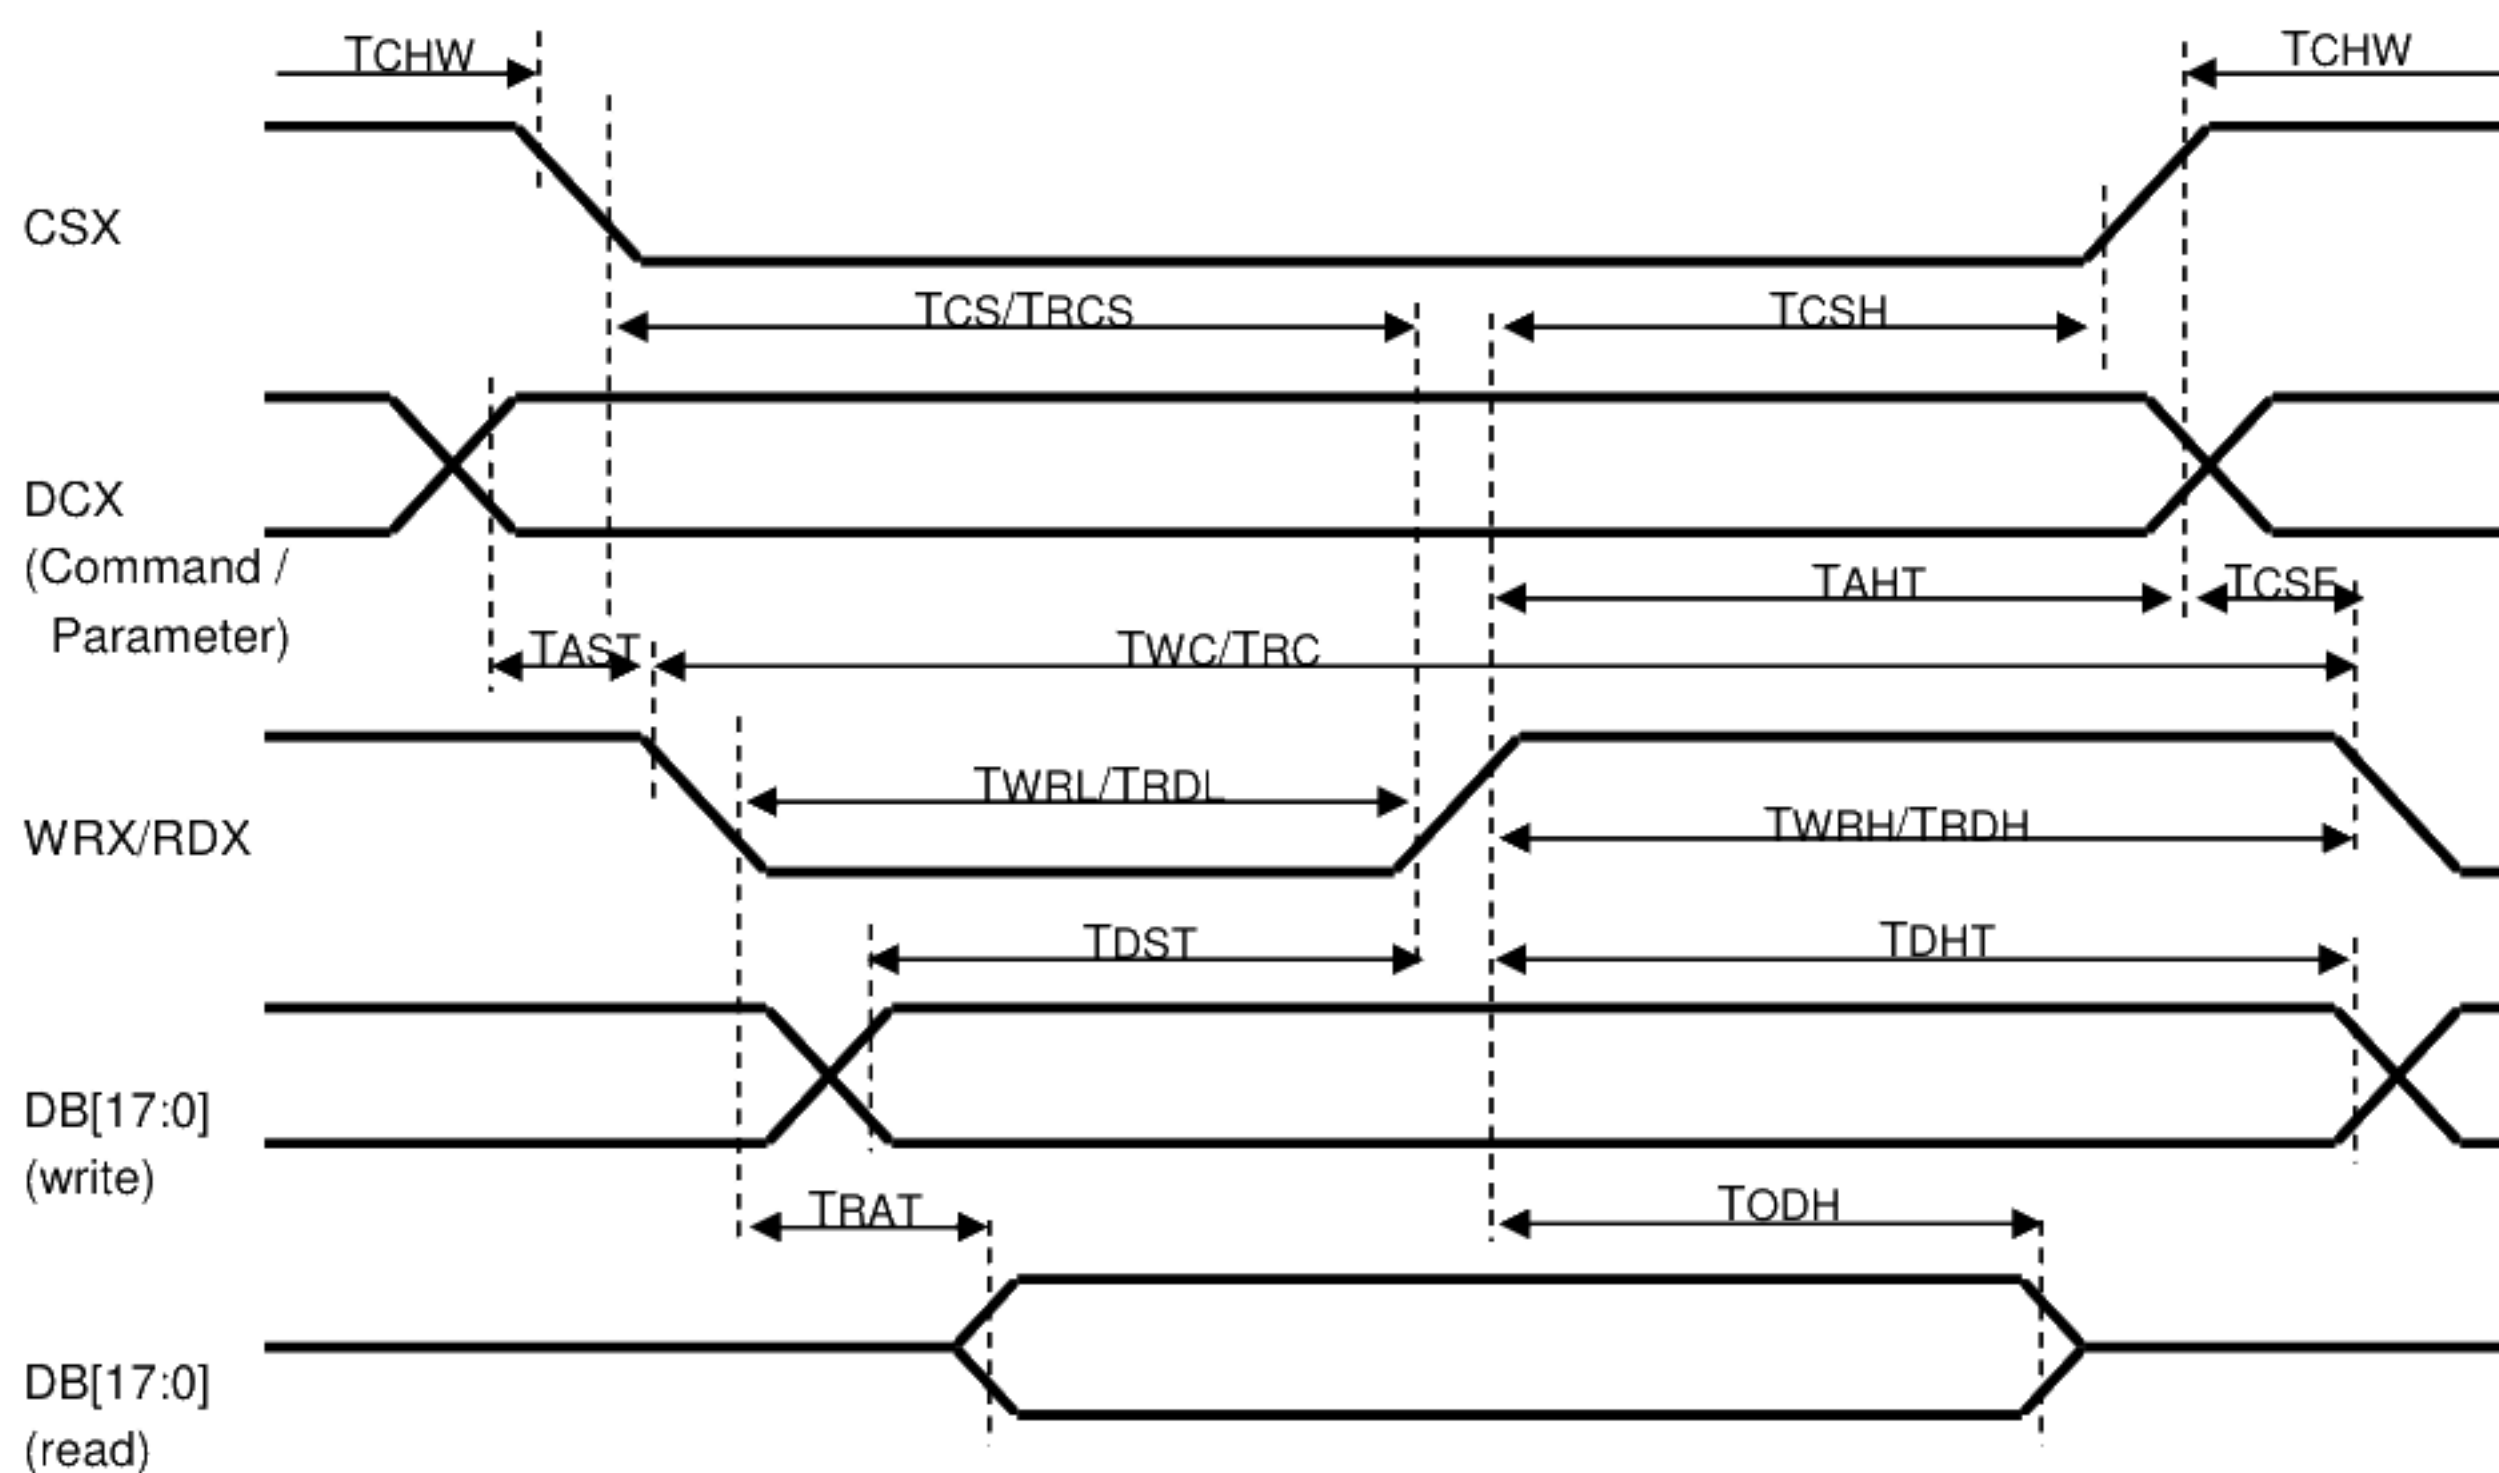 TCHW
TCHW
CSX
TCS/TRCS
TCSH
DCX
(Command /
Parameter)
TAHT
TCSF
TAST
TWC/TRC
WRX/RDX
TWRL/TRDL
TWRH/TRDH
TDST
TDHT
DB[17:0]
(write)
TRAT
TODH
DB[17:0]
(read)